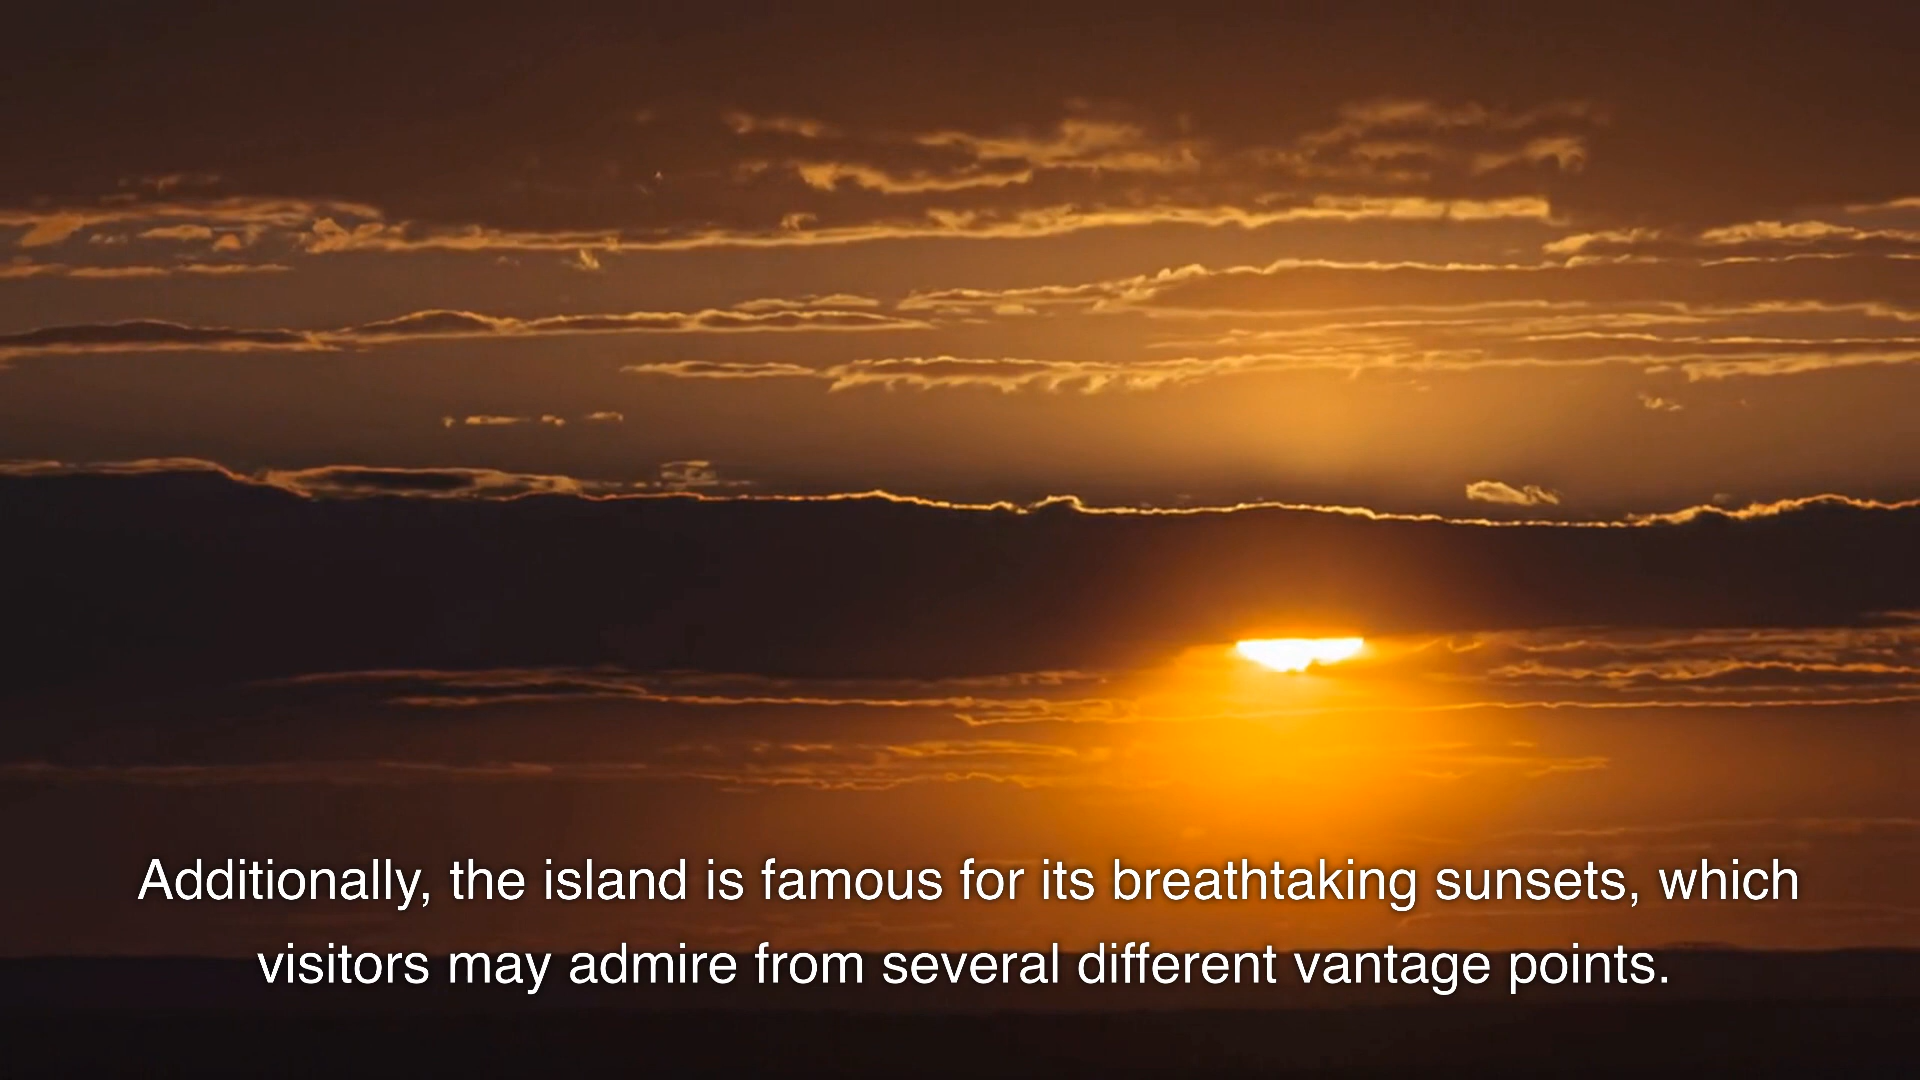 Additionally, the island is famous for its breathtaking sunsets, which
visitors may admire from several different vantage points.